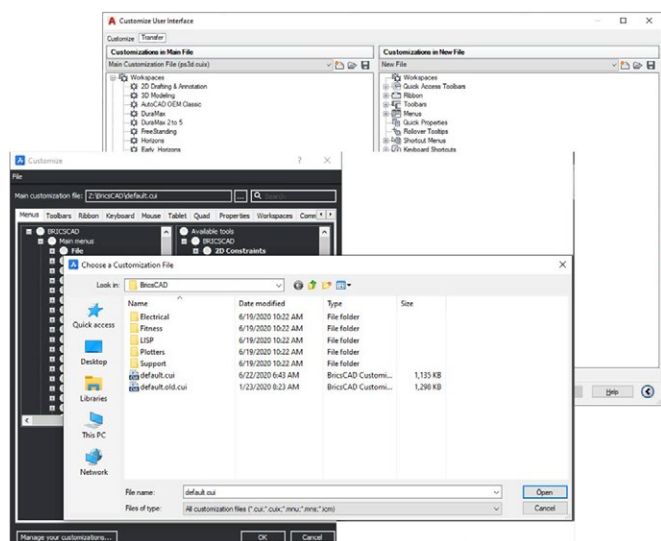 Customize User Interface
Customize Transfer
Customizations in Main File
Main Customization File (ps3d.cuix)
Workspaces
2D Drafting & Annotation
3D Modeling
AutoCAD OEM Classic
DuraMax
DuraMax 2 to 5
FreeStanding
Horizons
Early Horizons
Customizations in New File
New File
Workspaces
Quick Access Toolbars
Ribbon
Toolbars
Menus
Quick Properties
Rollover Tooltips
Shortcut Menus
Keyboard Shortcuts
Help
Customize
File
Main customization file: Z:\BricsCAD\default.cui ... Search
Menus Toolbars Ribbon Keyboard Mouse Tablet Quad Properties Workspaces Comm
BRICSCAD
Main menus
File
Available tools
BRICSCAD
2D Constraints
Choose a Customization File
Look in: BricsCAD
Name Date modified Type Size
Electrical 6/19/2020 10:22 AM File folder
Fitness 6/19/2020 10:22 AM File folder
LISP 6/19/2020 10:22 AM File folder
Plotters 6/19/2020 10:22 AM File folder
Support 6/19/2020 10:22 AM File folder
default.cui 6/22/2020 6:43 AM BricsCAD Customi... 1,135 KB
default.old.cui 1/23/2020 8:23 AM BricsCAD Customi... 1,298 KB
Quick access
Desktop
Libraries
This PC
Network
File name: default.cui Open
Files of type: All customization files (*.cui;*.cuix;*.mnu;*.mns;*.icm) Cancel
Manage your customizations... OK Cancel